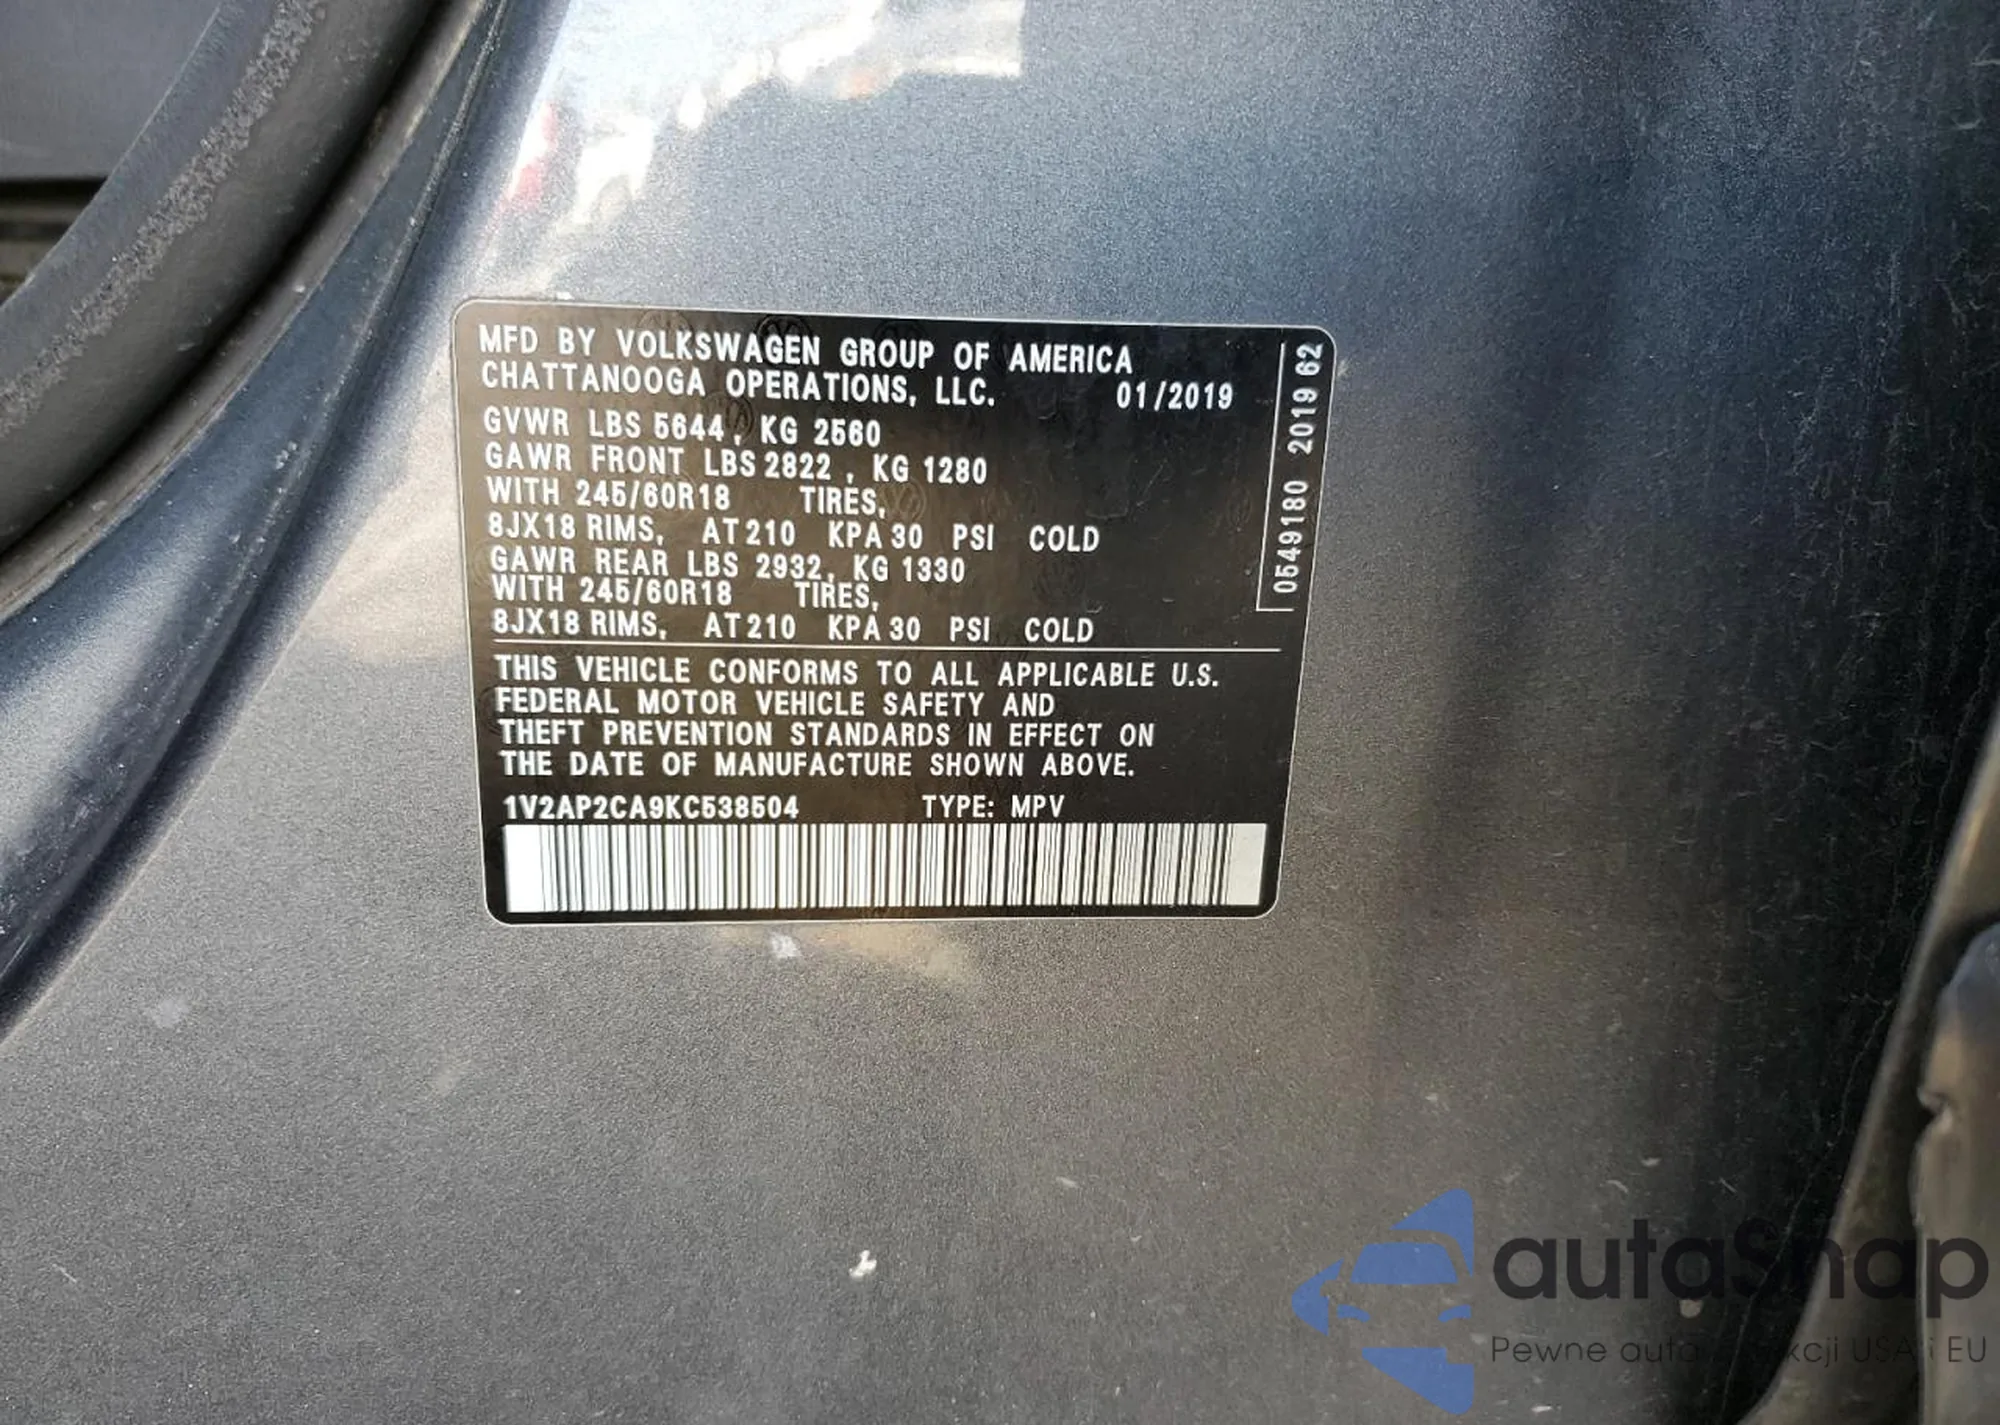 MFD BY VOLKSWAGEN GROUP OF AMERICA
CHATTANOOGA OPERATIONS, LLC. 01/2019
GVWR LBS 5644, KG 2560
GAWR FRONT LBS 2822, KG 1280
WITH 245/60R18 TIRES,
8JX18 RIMS, AT 210 KPA 30 PSI COLD
GAWR REAR LBS 2932, KG 1330
WITH 245/60R18 TIRES,
8JX18 RIMS, AT 210 KPA 30 PSI COLD
THIS VEHICLE CONFORMS TO ALL APPLICABLE U.S.
FEDERAL MOTOR VEHICLE SAFETY AND
THEFT PREVENTION STANDARDS IN EFFECT ON
THE DATE OF MANUFACTURE SHOWN ABOVE.
1V2AP2CA9KC538504 TYPE: MPV
0549180 2019 62
autaSnap
Pewne auta z aukcji USA i EU